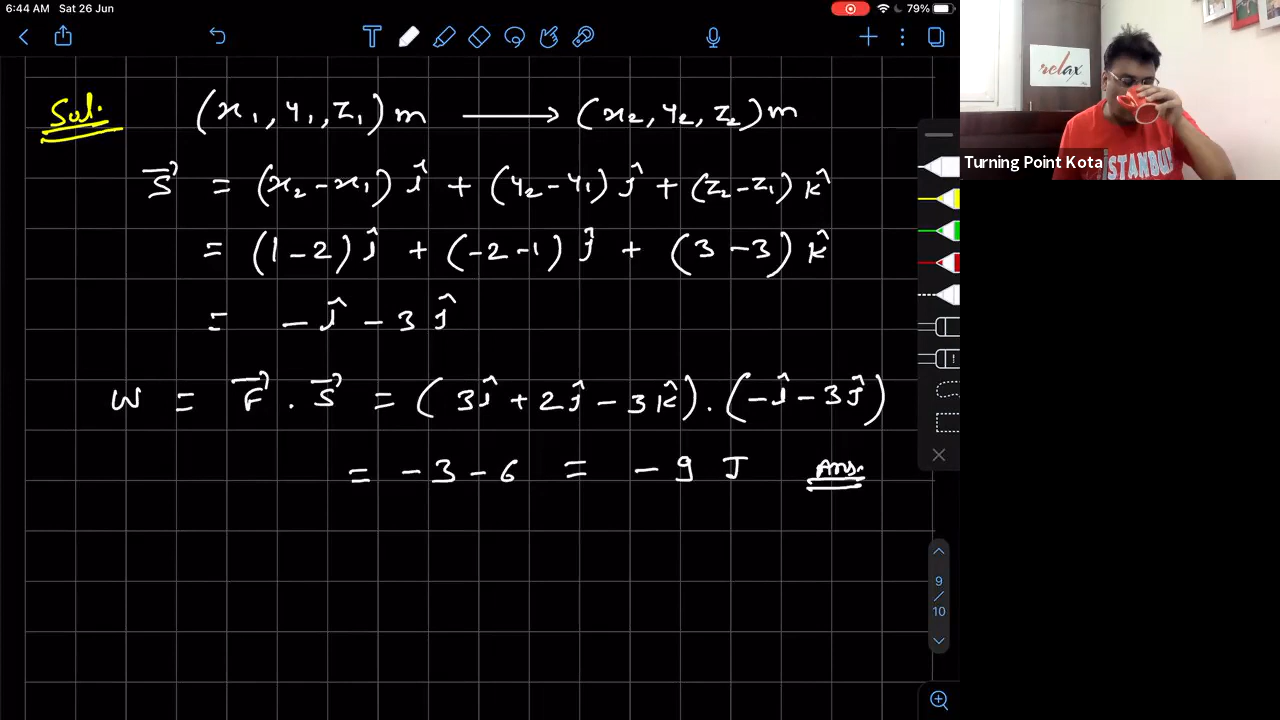 6:44 AM Sat 26 Jun
79%
Sol. (x₁, y₁, z₁) m ⟶ (x₂, y₂, z₂) m
S⃗ = (x₂ - x₁) î + (y₂ - y₁) ĵ + (z₂ - z₁) k̂
= (1 - 2) î + (-2 - 1) ĵ + (3 - 3) k̂
= - î - 3 ĵ
W = F⃗ . S⃗ = (3î + 2ĵ - 3k̂) . (-î - 3ĵ)
= -3 - 6 = -9 J Ans.
9
/
10
relax
Turning Point Kota
ISTANBUL